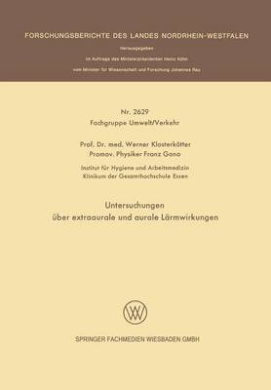 FORSCHUNGSBERICHTE DES LANDES NORDRHEIN-WESTFALEN
Herausgegeben
im Auftrage des Ministerpräsidenten Heinz Kühn
vom Minister für Wissenschaft und Forschung Johannes Rau
Nr. 2629
Fachgruppe Umwelt/Verkehr
Prof. Dr. med. Werner Klosterkötter
Promov. Physiker Franz Gono
Institut für Hygiene und Arbeitsmedizin
Klinikum der Gesamthochschule Essen
Untersuchungen
über extraaurale und aurale Lärmwirkungen
SPRINGER FACHMEDIEN WIESBADEN GMBH